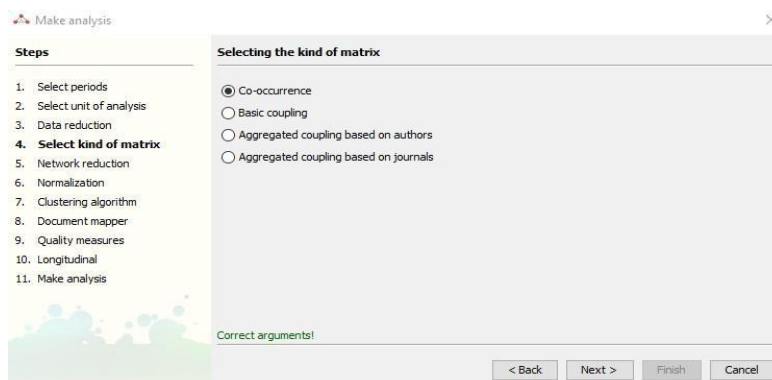 Make analysis
Steps
1. Select periods
2. Select unit of analysis
3. Data reduction
4. Select kind of matrix
5. Network reduction
6. Normalization
7. Clustering algorithm
8. Document mapper
9. Quality measures
10. Longitudinal
11. Make analysis
Selecting the kind of matrix
Co-occurrence
Basic coupling
Aggregated coupling based on authors
Aggregated coupling based on journals
Correct arguments!
< Back Next > Finish Cancel